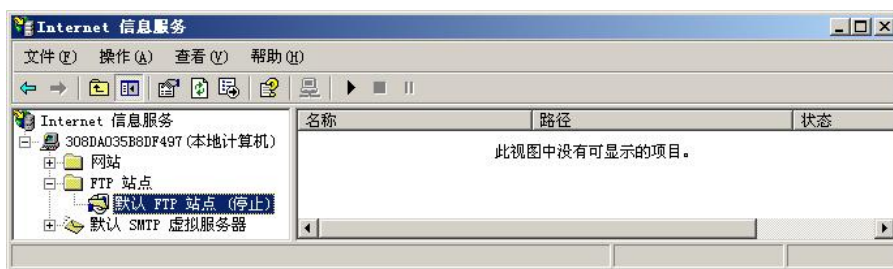 Internet 信息服务
文件(F) 操作(A) 查看(V) 帮助(H)
Internet 信息服务
308DA035B8DF497(本地计算机)
网站
FTP 站点
默认 FTP 站点 (停止)
默认 SMTP 虚拟服务器
名称 路径 状态
此视图中没有可显示的项目。